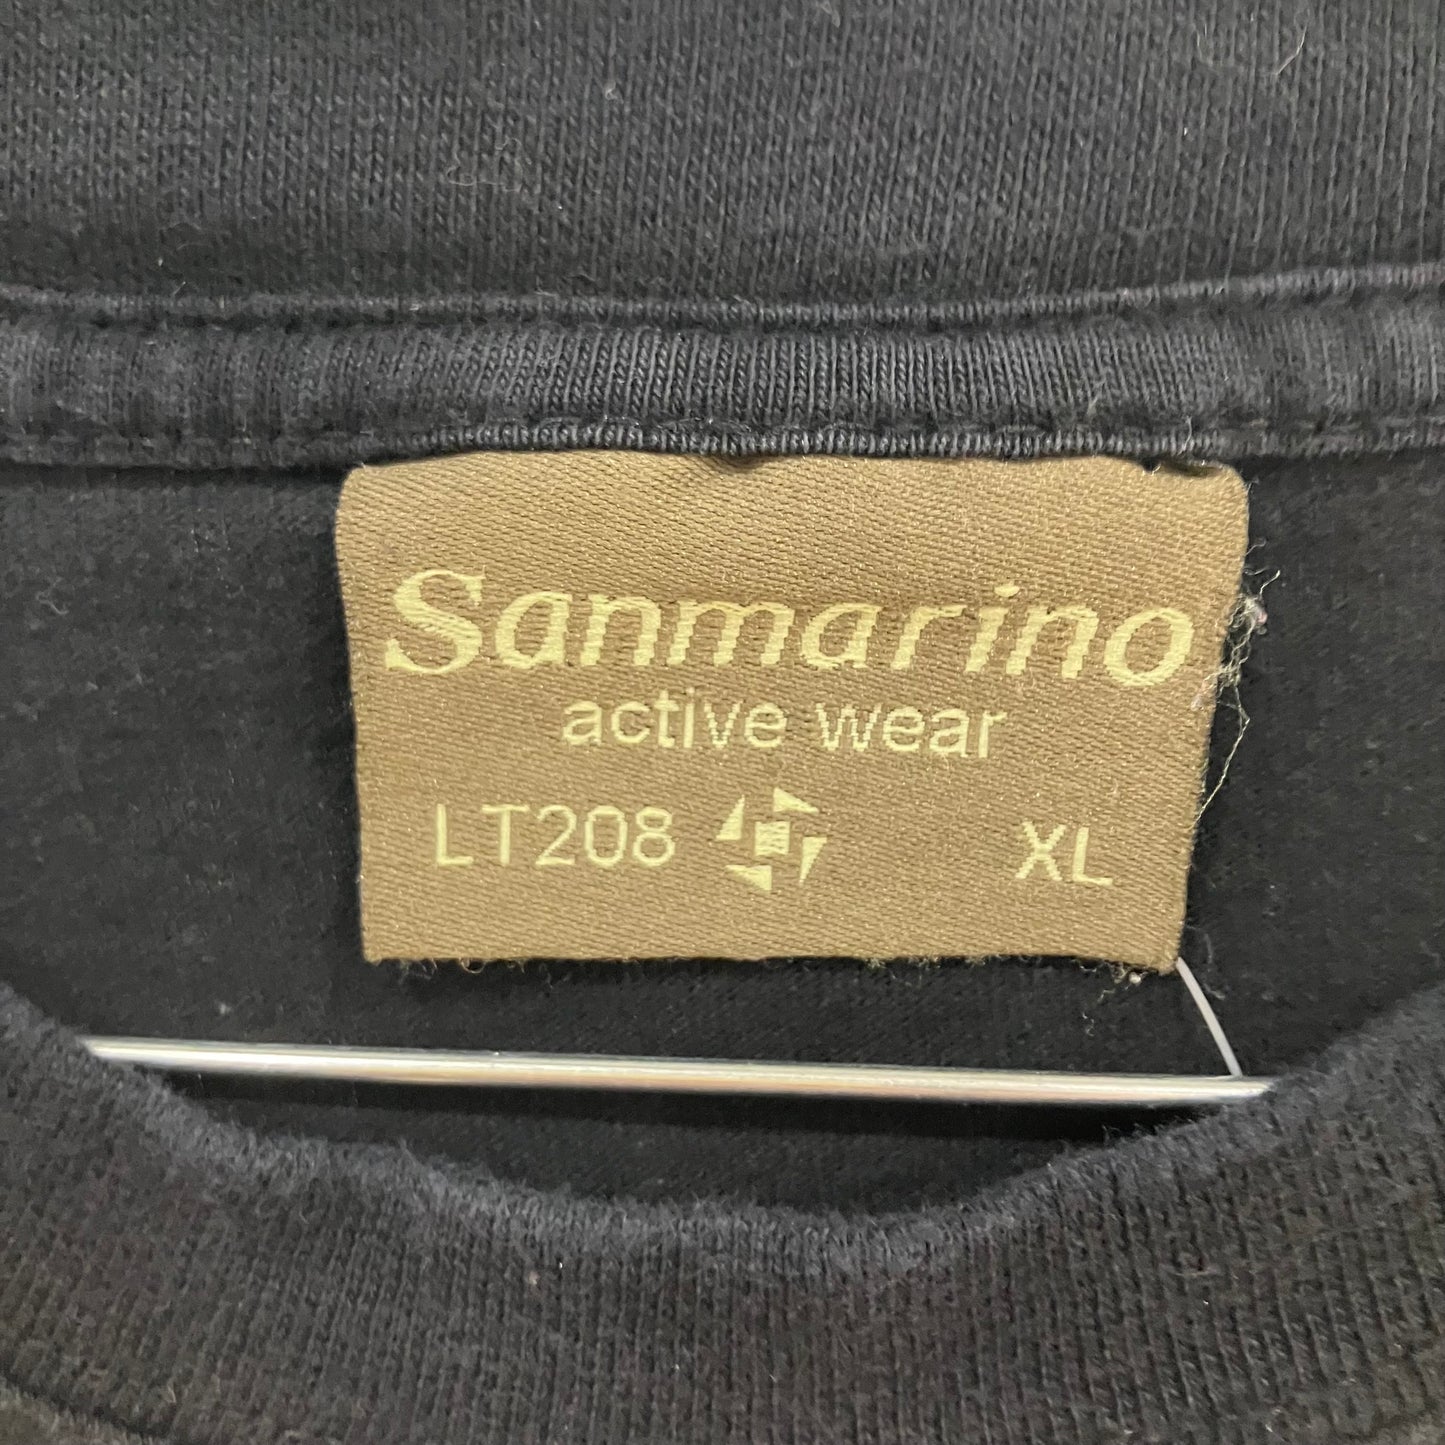 Sanmarino
active wear
LT208 XL